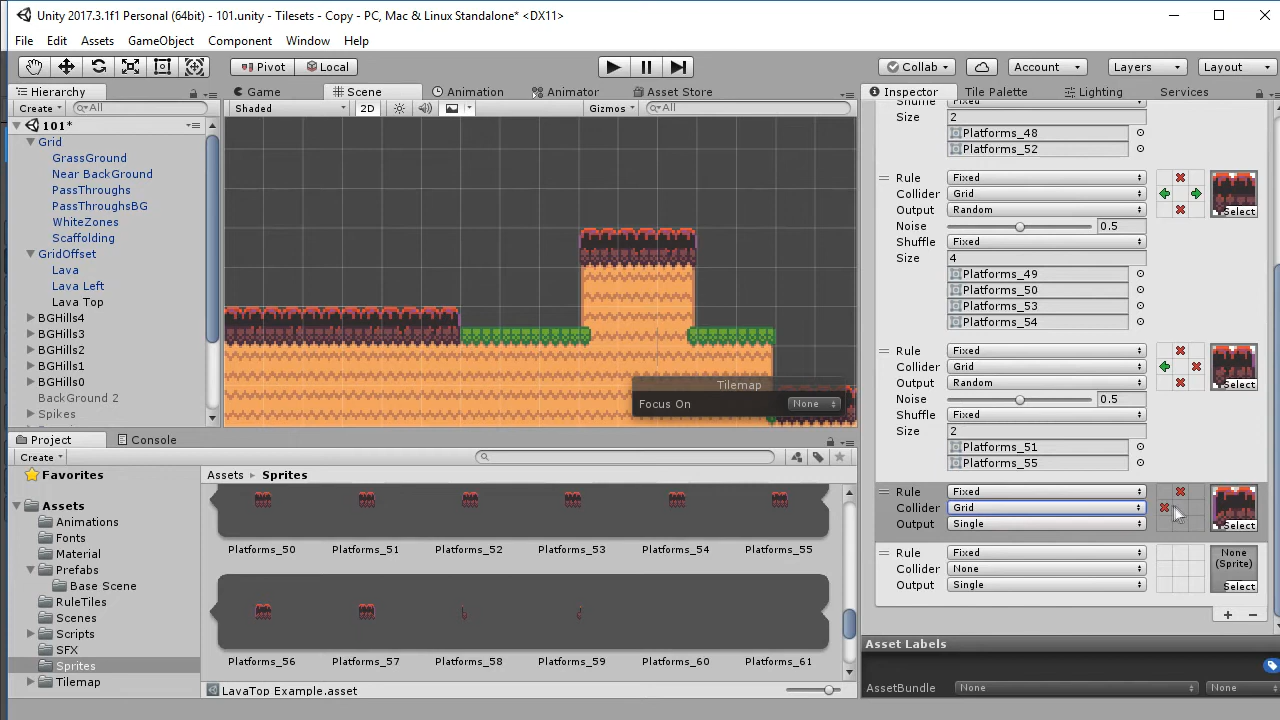 Unity 2017.3.1f1 Personal (64bit) - 101.unity - Tilesets - Copy - PC, Mac & Linux Standalone* <DX11>
File Edit Assets GameObject Component Window Help
Pivot Local Collab Account Layers Layout
Hierarchy Game Scene Animation Animator Asset Store Inspector Tile Palette Lighting Services
Create All Shaded 2D Gizmos All
101*
Grid
GrassGround
Near BackGround
PassThroughs
PassThroughsBG
WhiteZones
Scaffolding
GridOffset
Lava
Lava Left
Lava Top
BGHills4
BGHills3
BGHills2
BGHills1
BGHills0
BackGround 2
Spikes
Tilemap
Focus On None
Shuffle Fixed
Size 2
Platforms_48
Platforms_52
Rule Fixed
Collider Grid
Output Random
Noise 0.5
Shuffle Fixed
Size 4
Platforms_49
Platforms_50
Platforms_53
Platforms_54
Select
Rule Fixed
Collider Grid
Output Random
Noise 0.5
Shuffle Fixed
Size 2
Platforms_51
Platforms_55
Select
Rule Fixed
Collider Grid
Output Single
Select
Rule Fixed
Collider None
Output Single
None
(Sprite)
Select
Asset Labels
AssetBundle None None
Project Console
Create
Favorites
Assets
Animations
Fonts
Material
Prefabs
Base Scene
RuleTiles
Scenes
Scripts
SFX
Sprites
Tilemap
Assets Sprites
Platforms_50 Platforms_51 Platforms_52 Platforms_53 Platforms_54 Platforms_55
Platforms_56 Platforms_57 Platforms_58 Platforms_59 Platforms_60 Platforms_61
LavaTop Example.asset